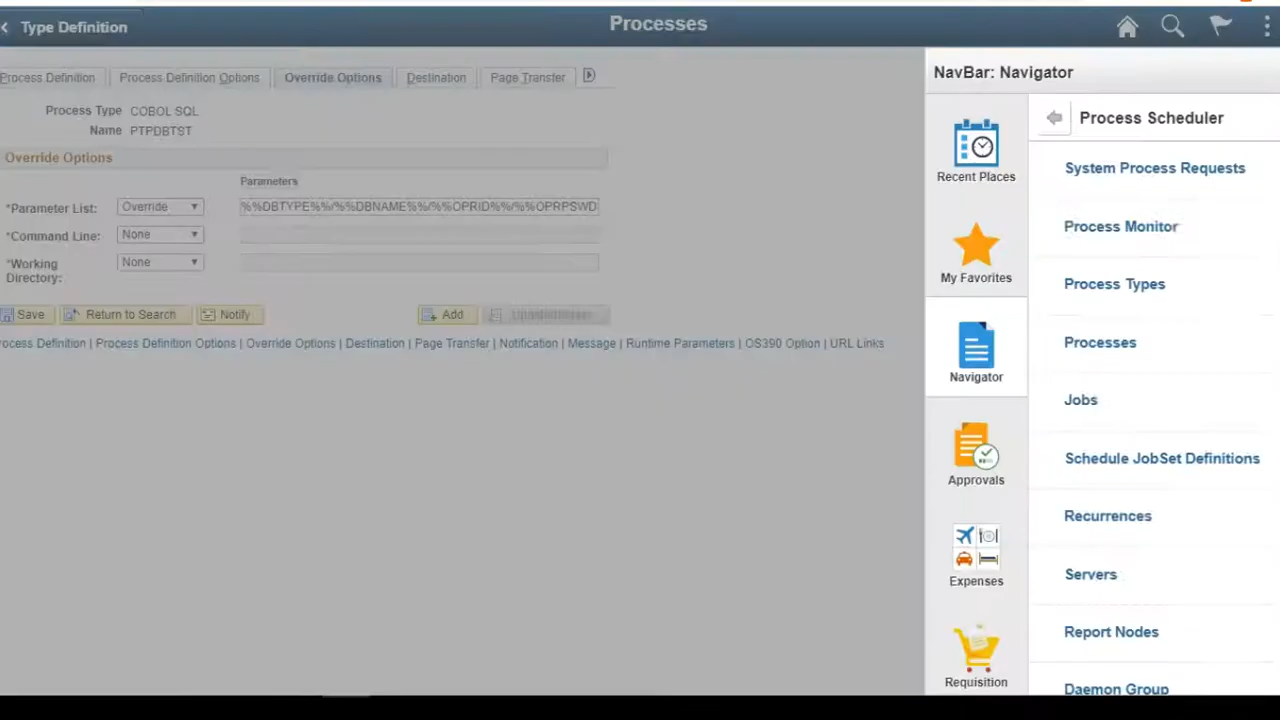 Type Definition
Processes
Process Definition
Process Definition Options
Override Options
Destination
Page Transfer
Process Type COBOL SQL
Name PTPDBTST
Override Options
Parameters
*Parameter List: Override %%DBTYPE%%/%%DBNAME%%/%%OPRID%%/%%OPRPSWD
*Command Line: None
*Working Directory: None
Save
Return to Search
Notify
Add
rocess Definition | Process Definition Options | Override Options | Destination | Page Transfer | Notification | Message | Runtime Parameters | OS390 Option | URL Links
NavBar: Navigator
Recent Places
My Favorites
Navigator
Approvals
Expenses
Requisition
Process Scheduler
System Process Requests
Process Monitor
Process Types
Processes
Jobs
Schedule JobSet Definitions
Recurrences
Servers
Report Nodes
Daemon Group